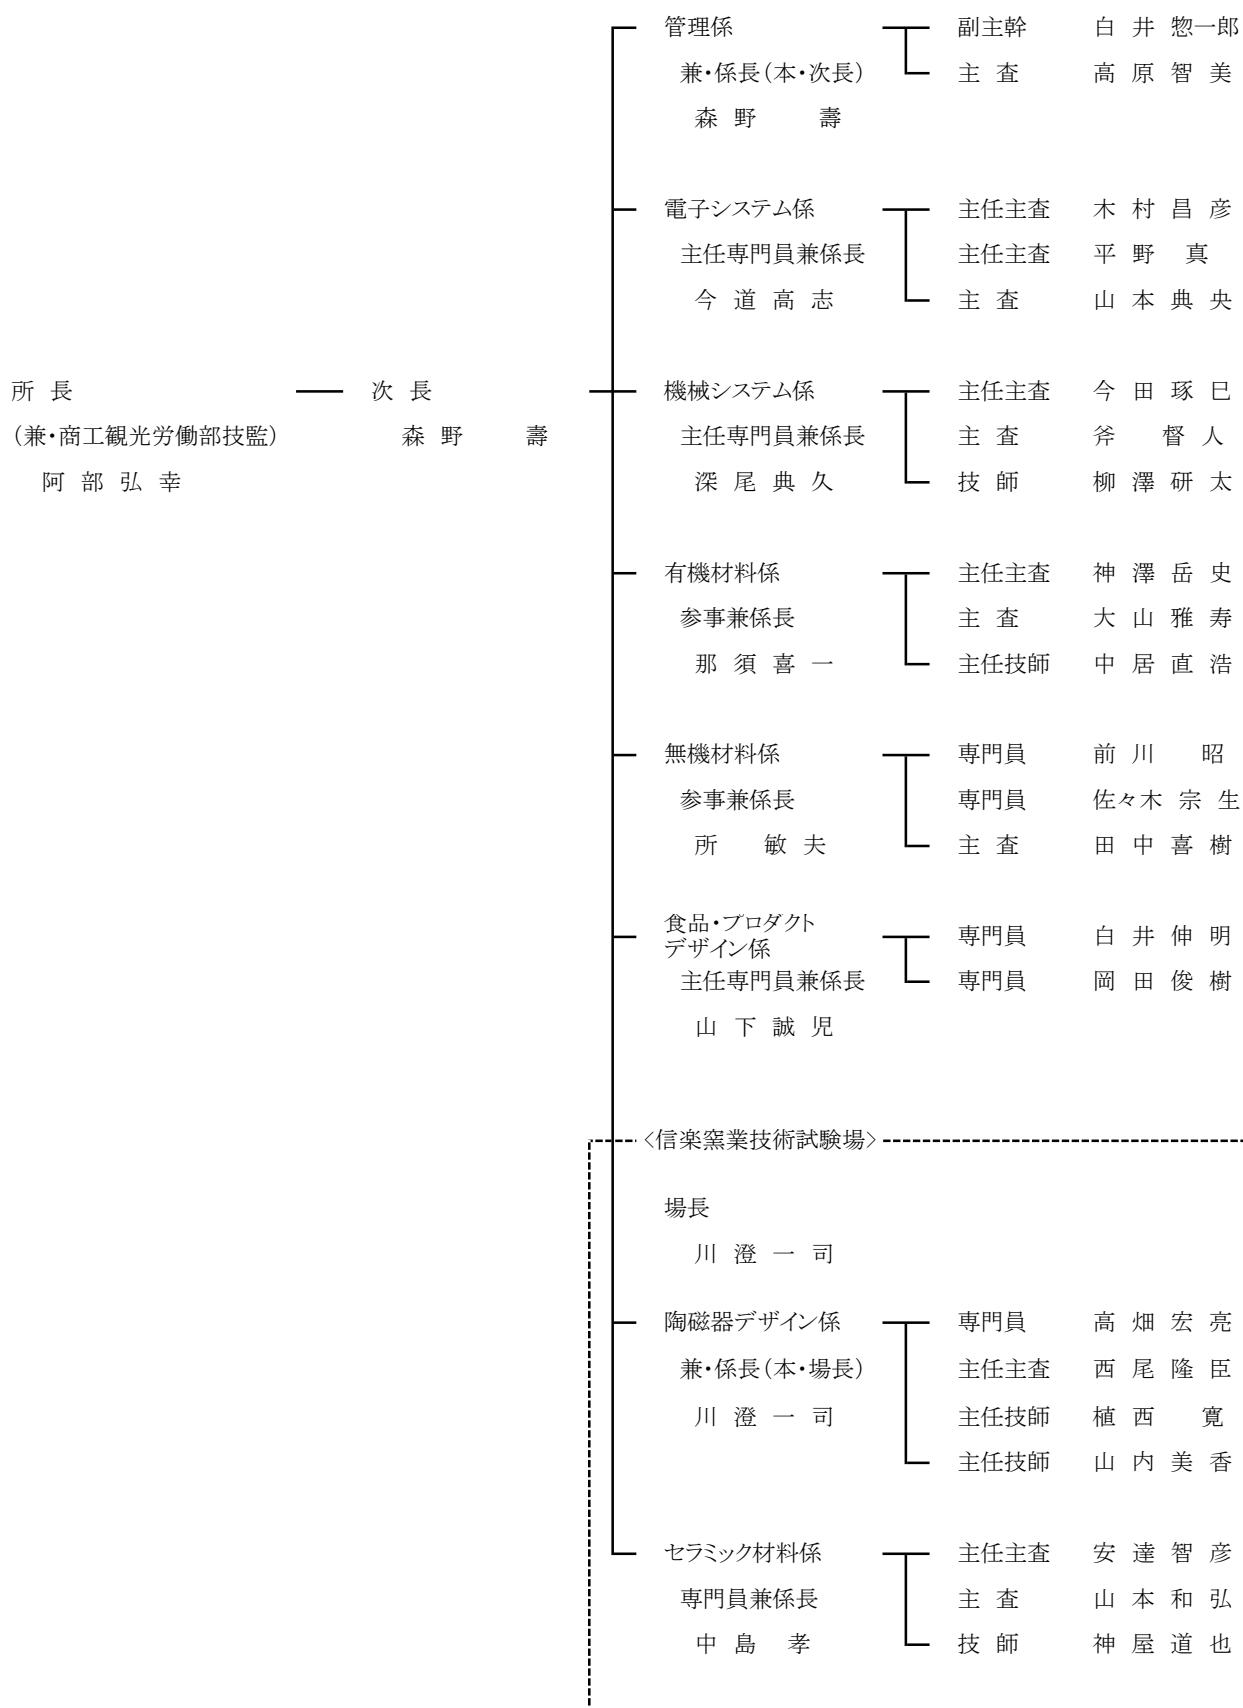 管理係 副主幹 白井惣一郎
兼・係長(本・次長) 主査 高原智美
森野 壽
電子システム係 主任主査 木村昌彦
主任専門員兼係長 主任主査 平野 真
今道高志 主査 山本典央
所長 次長 機械システム係 主任主査 今田琢巳
(兼・商工観光労働部技監) 森野 壽 主任専門員兼係長 主査 斧 督人
阿部弘幸 深尾典久 技師 柳澤研太
有機材料係 主任主査 神澤岳史
参事兼係長 主査 大山雅寿
那須喜一 主任技師 中居直浩
無機材料係 専門員 前川 昭
参事兼係長 専門員 佐々木宗生
所 敏夫 主査 田中喜樹
食品・プロダクト
デザイン係 専門員 白井伸明
主任専門員兼係長 専門員 岡田俊樹
山下誠児
<信楽窯業技術試験場>
場長
川澄一司
陶磁器デザイン係 専門員 高畑宏亮
兼・係長(本・場長) 主任主査 西尾隆臣
川澄一司 主任技師 植西 寛
主任技師 山内美香
セラミック材料係 主任主査 安達智彦
専門員兼係長 主査 山本和弘
中島 孝 技師 神屋道也